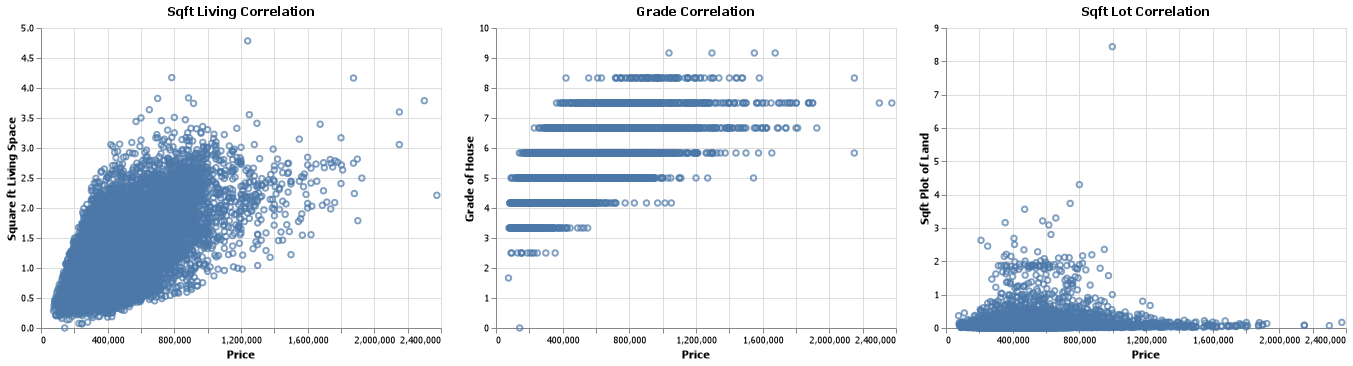 Sqft Living Correlation
5.0
4.5
4.0
3.5
3.0
2.5
2.0
1.5
1.0
0.5
0.0
Square ft Living Space
0 400,000 800,000 1,200,000 1,600,000 2,000,000 2,400,000
Price
Grade Correlation
10
9
8
7
6
5
4
3
2
1
0
Grade of House
0 400,000 800,000 1,200,000 1,600,000 2,000,000 2,400,000
Price
Sqft Lot Correlation
9
8
7
6
5
4
3
2
1
0
Sqft Plot of Land
0 400,000 800,000 1,200,000 1,600,000 2,000,000 2,400,000
Price